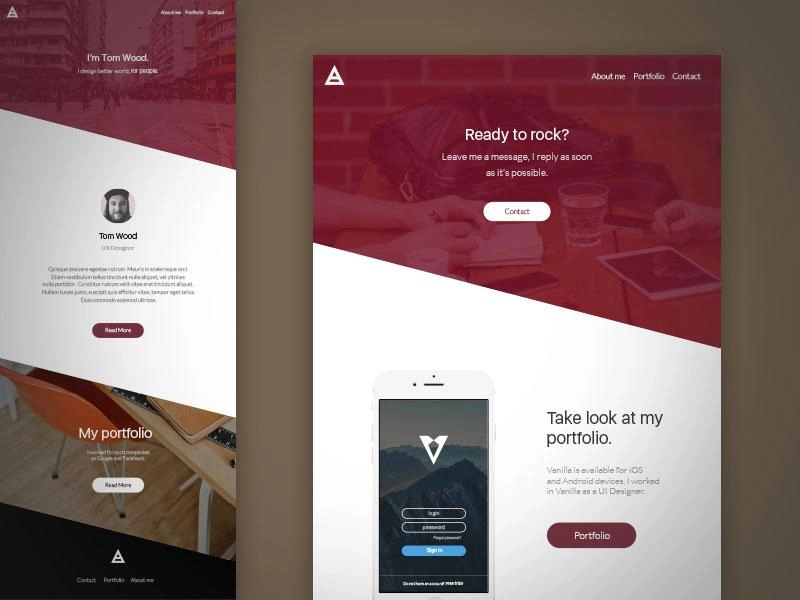 About me Portfolio Contact
I'm Tom Wood.
I design better world, for people.
Tom Wood
UX Designer
Quisque posuere egestas rutrum. Mauris in scelerisque orci.
Etiam vestibulum tellus tincidunt nulla aliquet, vel ultrices
nulla porttitor. Curabitur rutrum velit vitae erat tincidunt aliquet.
Nullam turpis justo, suscipit quis efficitur vitae, tempor eget tellus.
Duis commodo euismod ultrices.
Read More
My portfolio
I worked for such companies
as Google and Facebook.
Read More
Contact Portfolio About me
About me Portfolio Contact
Ready to rock?
Leave me a message, I reply as soon
as it's possible.
Contact
login
password
Forgot password?
Sign in
Do not have an account?
Take look at my
portfolio.
Vanilla is available for iOS
and Android devices, I worked
in Vanilla as a UI Designer.
Portfolio